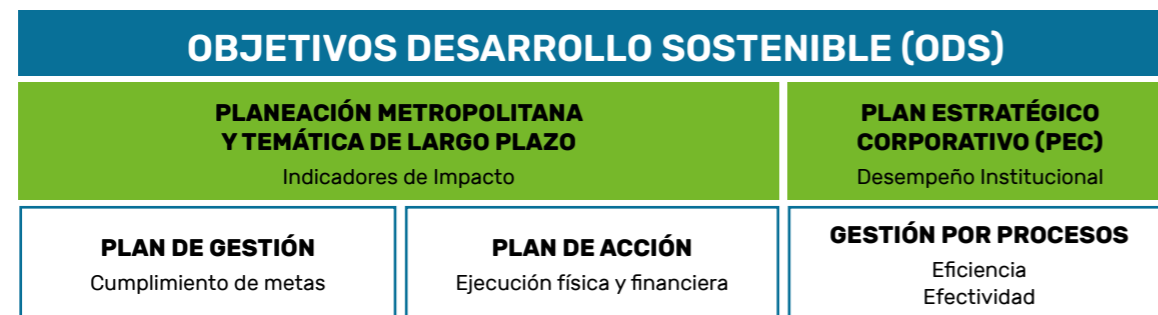 OBJETIVOS DESARROLLO SOSTENIBLE (ODS)
PLANEACIÓN METROPOLITANA
Y TEMÁTICA DE LARGO PLAZO
Indicadores de Impacto
PLAN ESTRATÉGICO
CORPORATIVO (PEC)
Desempeño Institucional
PLAN DE GESTIÓN
Cumplimiento de metas
PLAN DE ACCIÓN
Ejecución física y financiera
GESTIÓN POR PROCESOS
Eficiencia
Efectividad